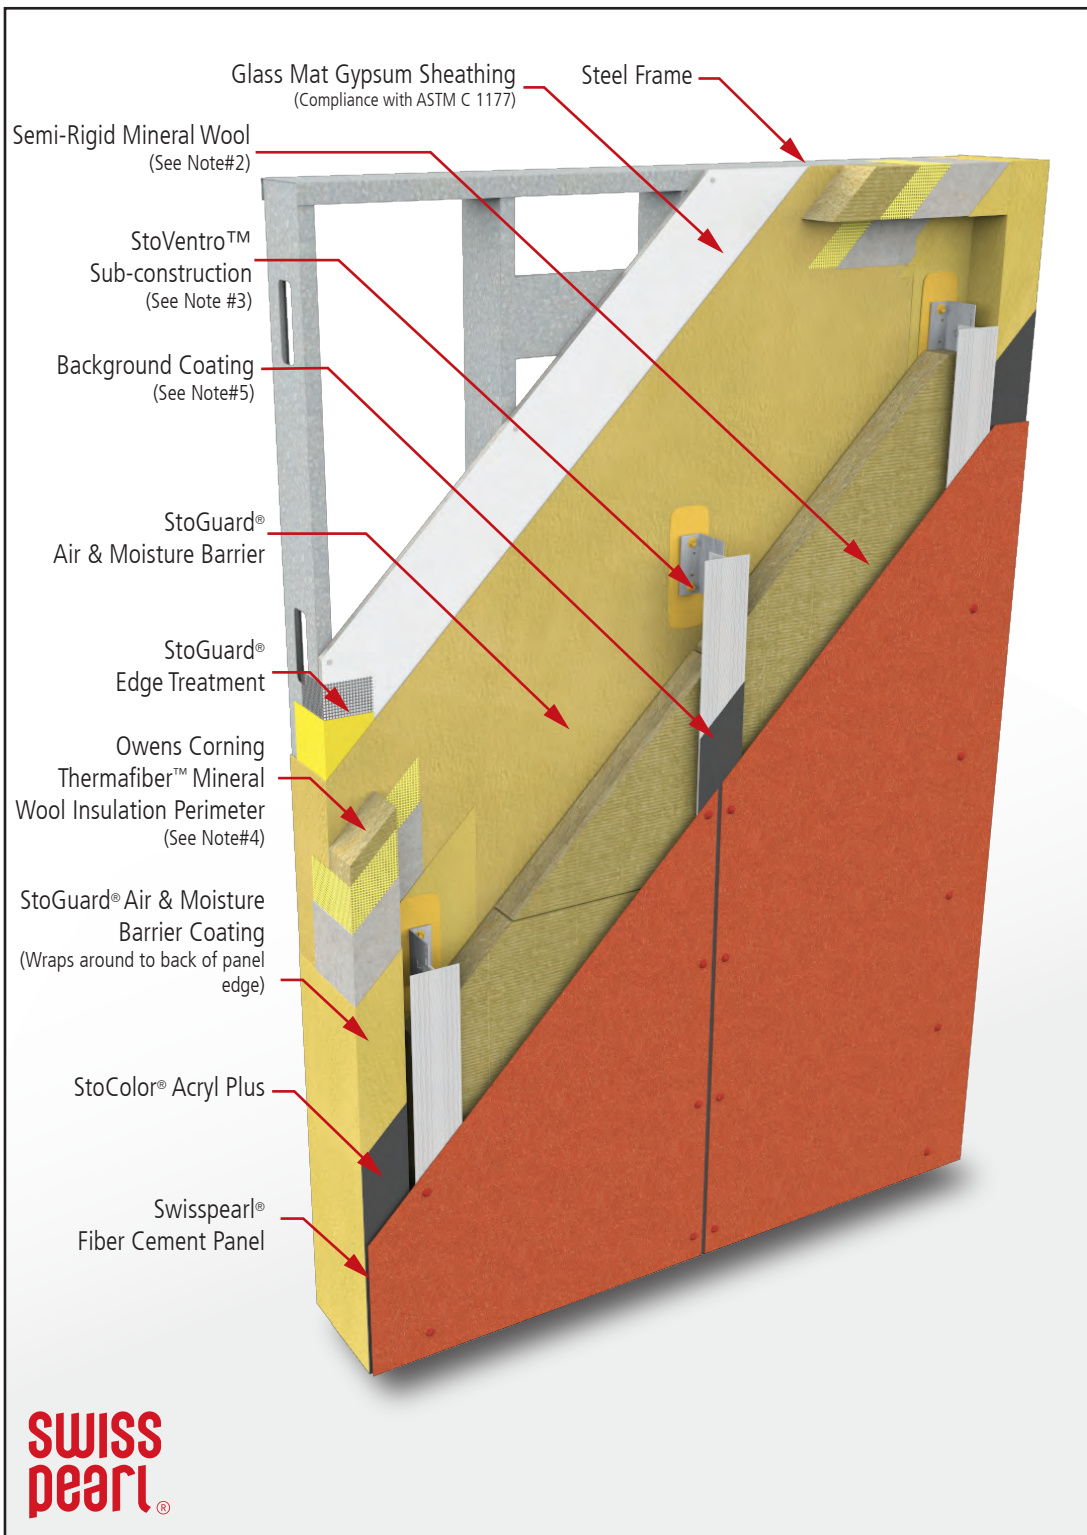 Glass Mat Gypsum Sheathing
(Compliance with ASTM C 1177)
Steel Frame
Semi-Rigid Mineral Wool
(See Note#2)
StoVentro™
Sub-construction
(See Note #3)
Background Coating
(See Note#5)
StoGuard®
Air & Moisture Barrier
StoGuard®
Edge Treatment
Owens Corning
Thermafiber™ Mineral
Wool Insulation Perimeter
(See Note#4)
StoGuard® Air & Moisture
Barrier Coating
(Wraps around to back of panel
edge)
StoColor® Acryl Plus
Swisspearl®
Fiber Cement Panel
swiss
pearl®